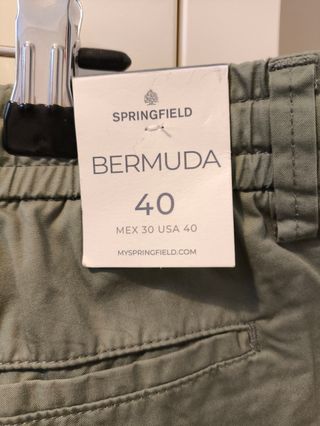 SPRINGFIELD
BERMUDA
40
MEX 30 USA 40
MYSPRINGFIELD.COM